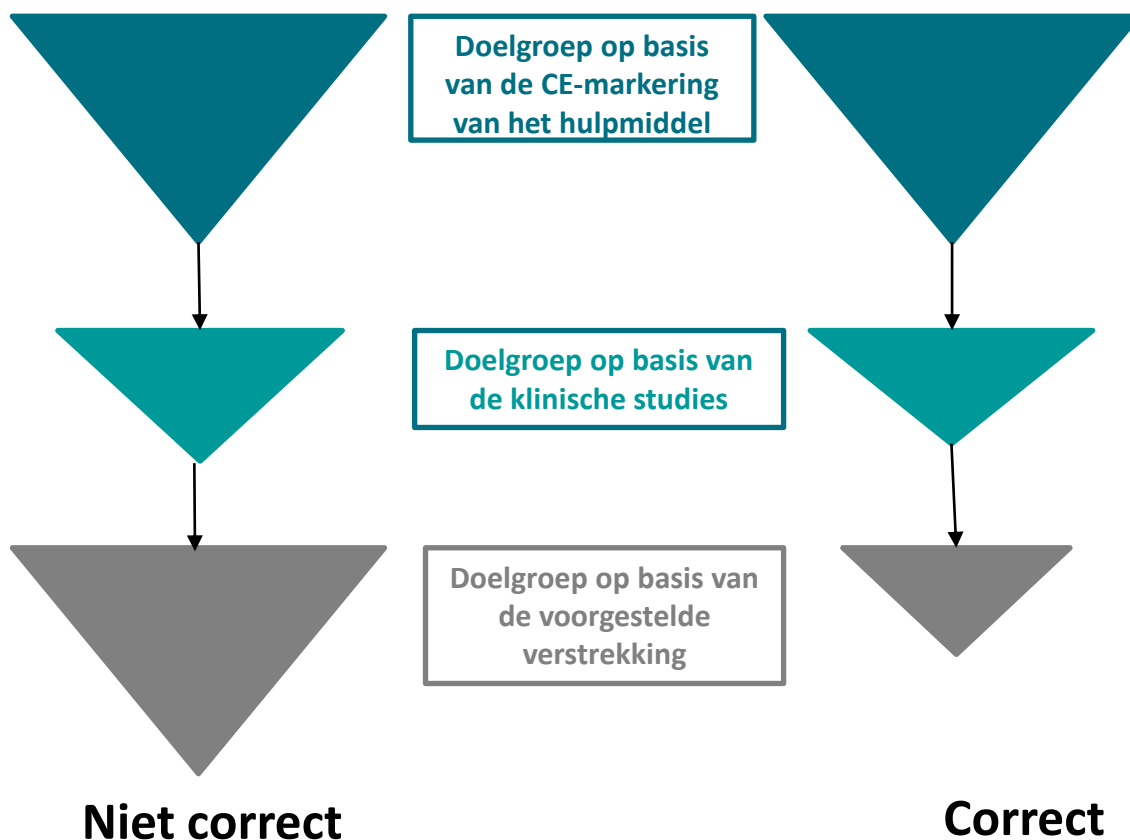 Doelgroep op basis
van de CE-markering
van het hulpmiddel
Doelgroep op basis van
de klinische studies
Doelgroep op basis van
de voorgestelde
verstrekking
Niet correct
Correct